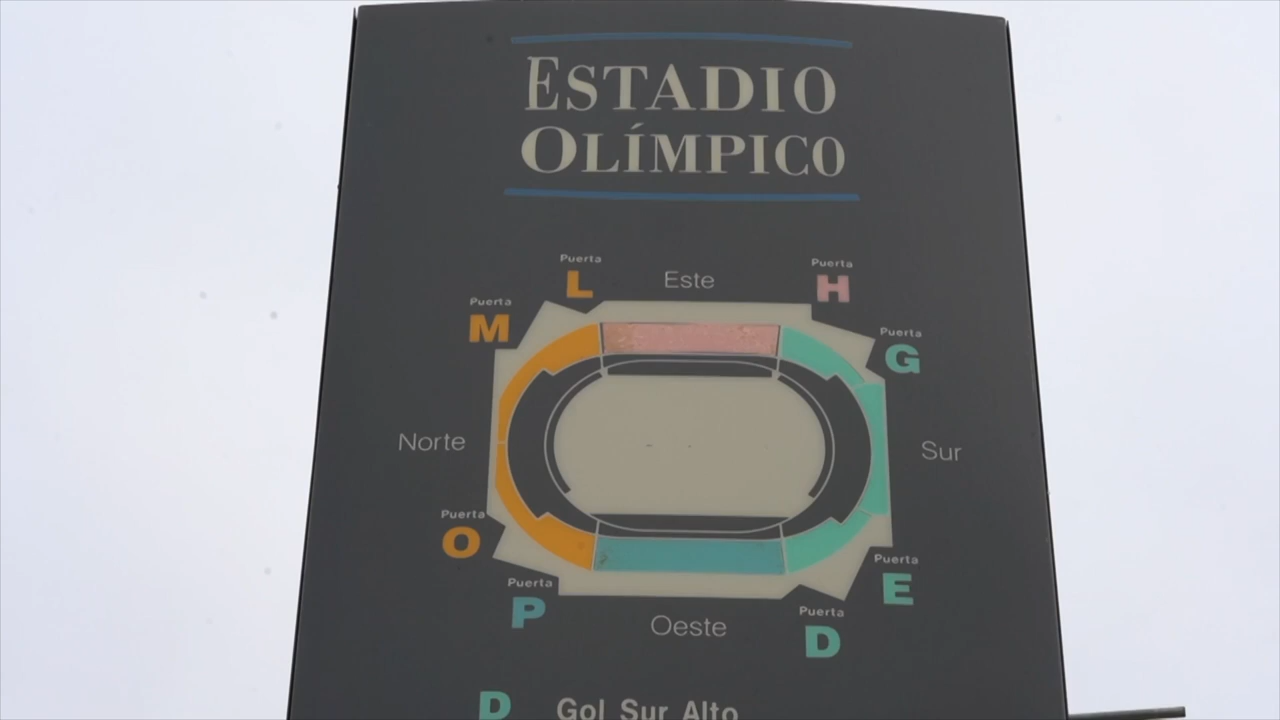 ESTADIO
OLÍMPICO
Puerta
L
Este
Puerta
H
Puerta
M
Puerta
G
Norte
Sur
Puerta
O
Puerta
E
Puerta
P
Oeste
Puerta
D
D Gol Sur Alto